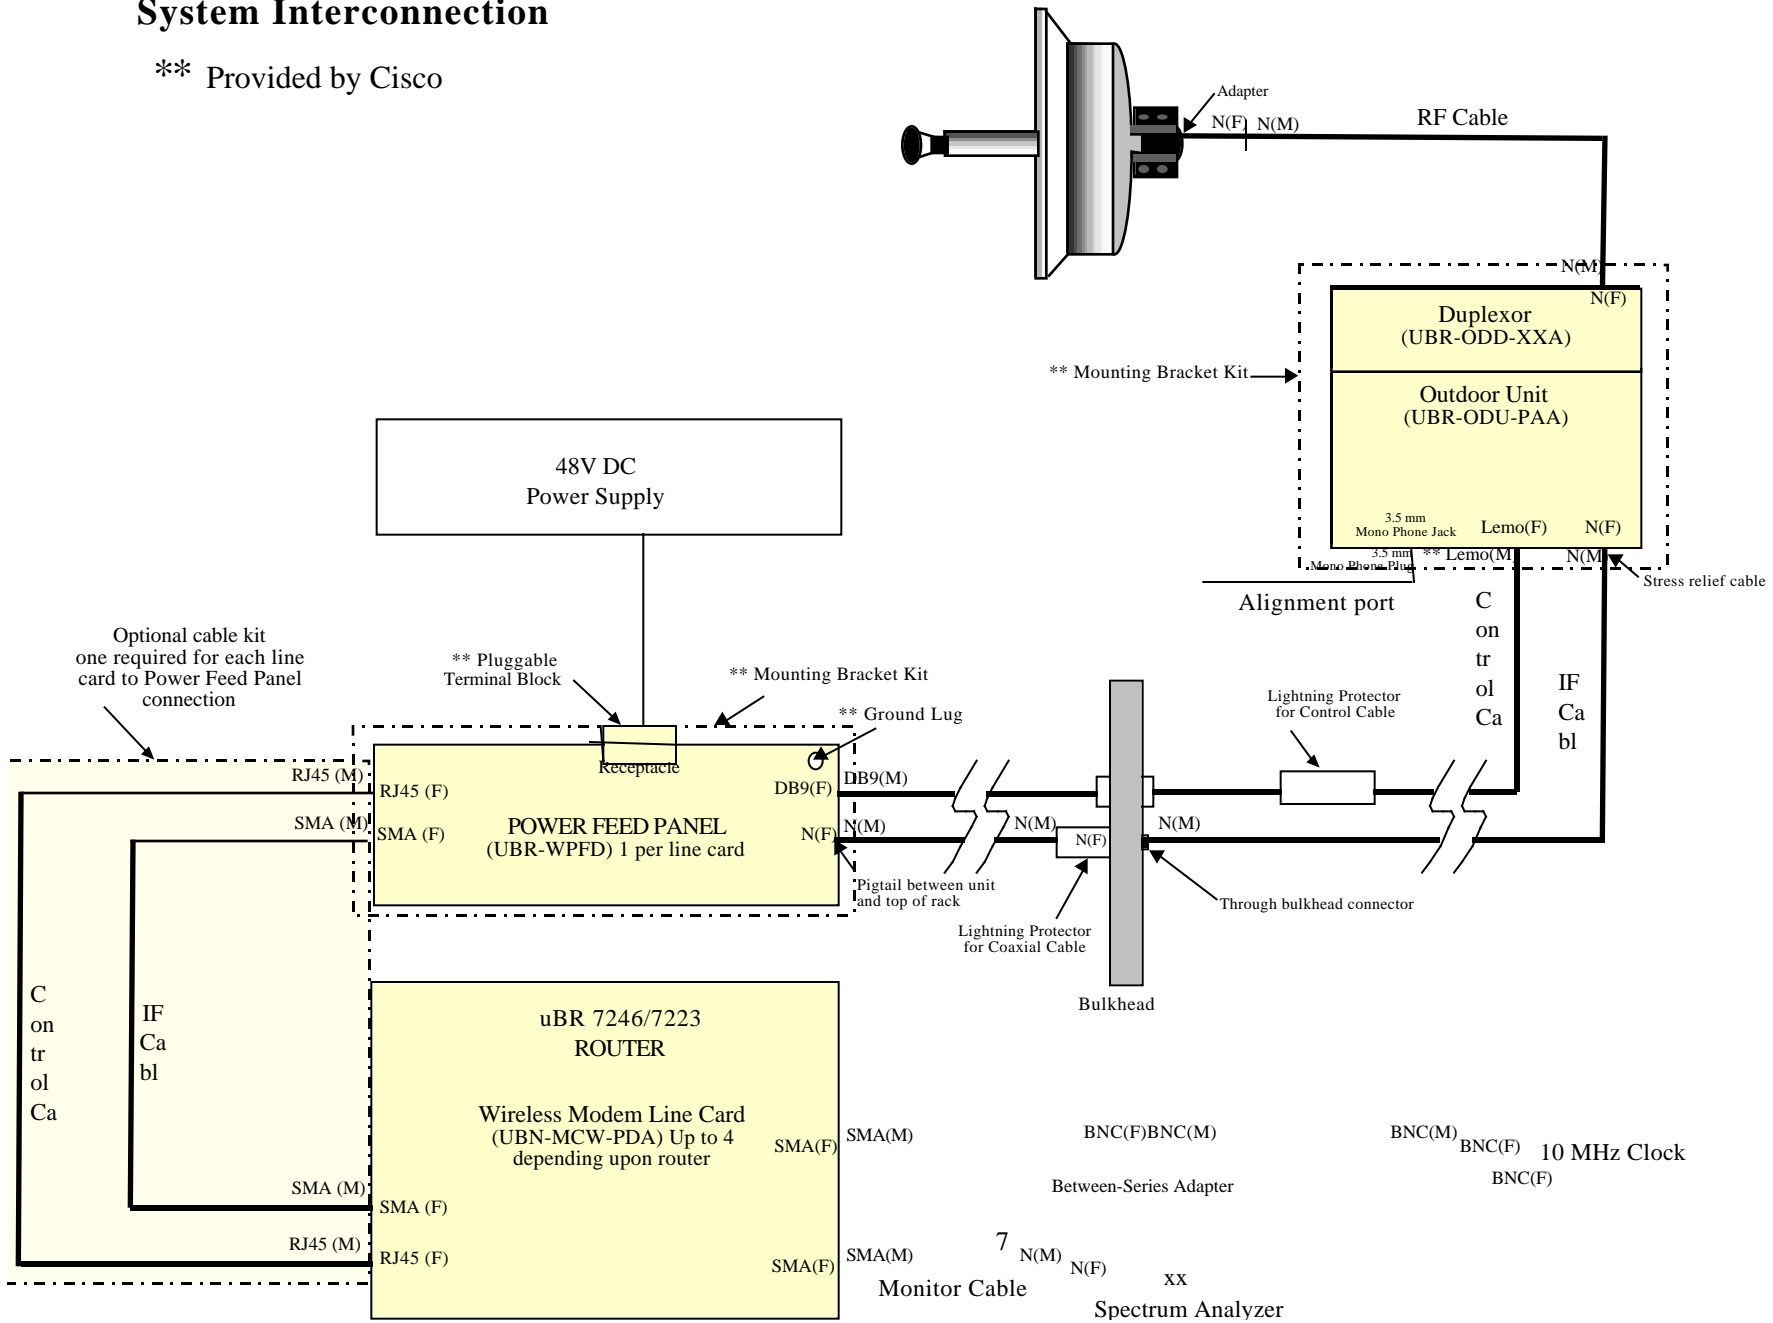 System Interconnection
** Provided by Cisco
Adapter
N(F)
N(M)
RF Cable
N(M)
N(F)
Duplexor
(UBR-ODD-XXA)
** Mounting Bracket Kit
Outdoor Unit
(UBR-ODU-PAA)
48V DC
Power Supply
3.5 mm
Mono Phone Jack
Lemo(F)
N(F)
3.5 mm
Mono Phone Plug
** Lemo(M)
N(M)
Stress relief cable
Alignment port
C
on
tr
ol
Ca
IF
Ca
bl
Optional cable kit
one required for each line
card to Power Feed Panel
connection
** Pluggable
Terminal Block
** Mounting Bracket Kit
** Ground Lug
Lightning Protector
for Control Cable
Receptacle
RJ45 (M)
RJ45 (F)
DB9(F)
DB9(M)
SMA (M)
SMA (F)
POWER FEED PANEL
(UBR-WPFD) 1 per line card
N(F)
N(M)
N(M)
N(F)
N(M)
Pigtail between unit
and top of rack
Through bulkhead connector
Lightning Protector
for Coaxial Cable
Bulkhead
C
on
tr
ol
Ca
IF
Ca
bl
uBR 7246/7223
ROUTER
Wireless Modem Line Card
(UBN-MCW-PDA) Up to 4
depending upon router
SMA(F)
SMA(M)
BNC(F)BNC(M)
BNC(M)
BNC(F)
10 MHz Clock
BNC(F)
Between-Series Adapter
SMA (M)
SMA (F)
RJ45 (M)
RJ45 (F)
SMA(F)
SMA(M)
7
N(M)
N(F)
Monitor Cable
xx
Spectrum Analyzer